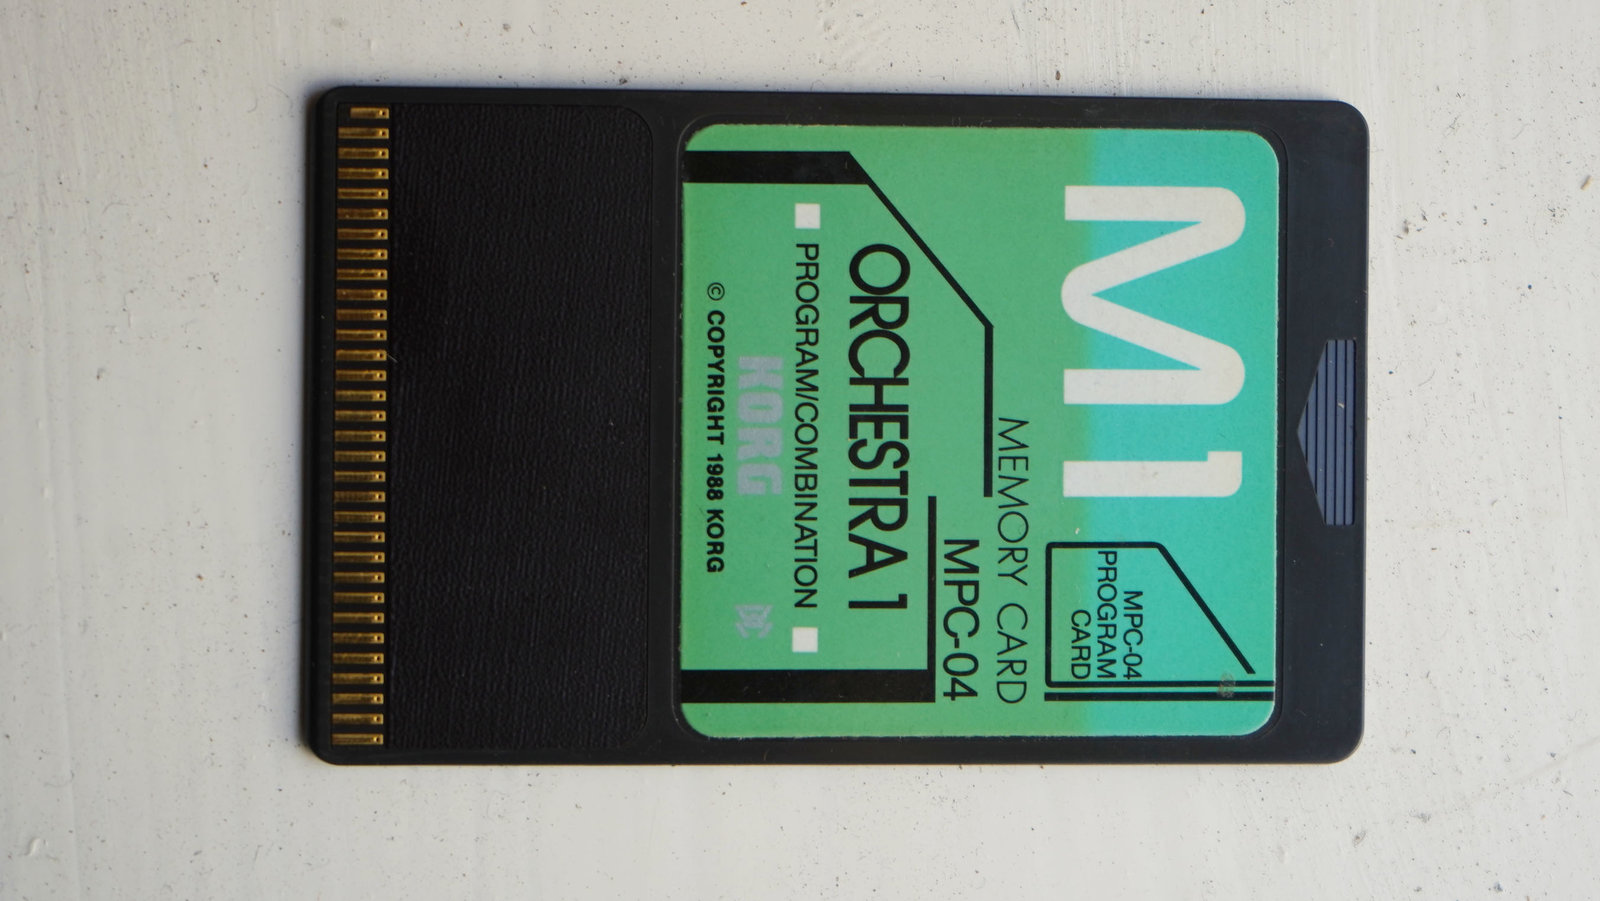 M1
MPC-04
PROGRAM
CARD
MEMORY CARD
MPC-04
ORCHESTRA 1
PROGRAM/COMBINATION
KORG
© COPYRIGHT 1988 KORG